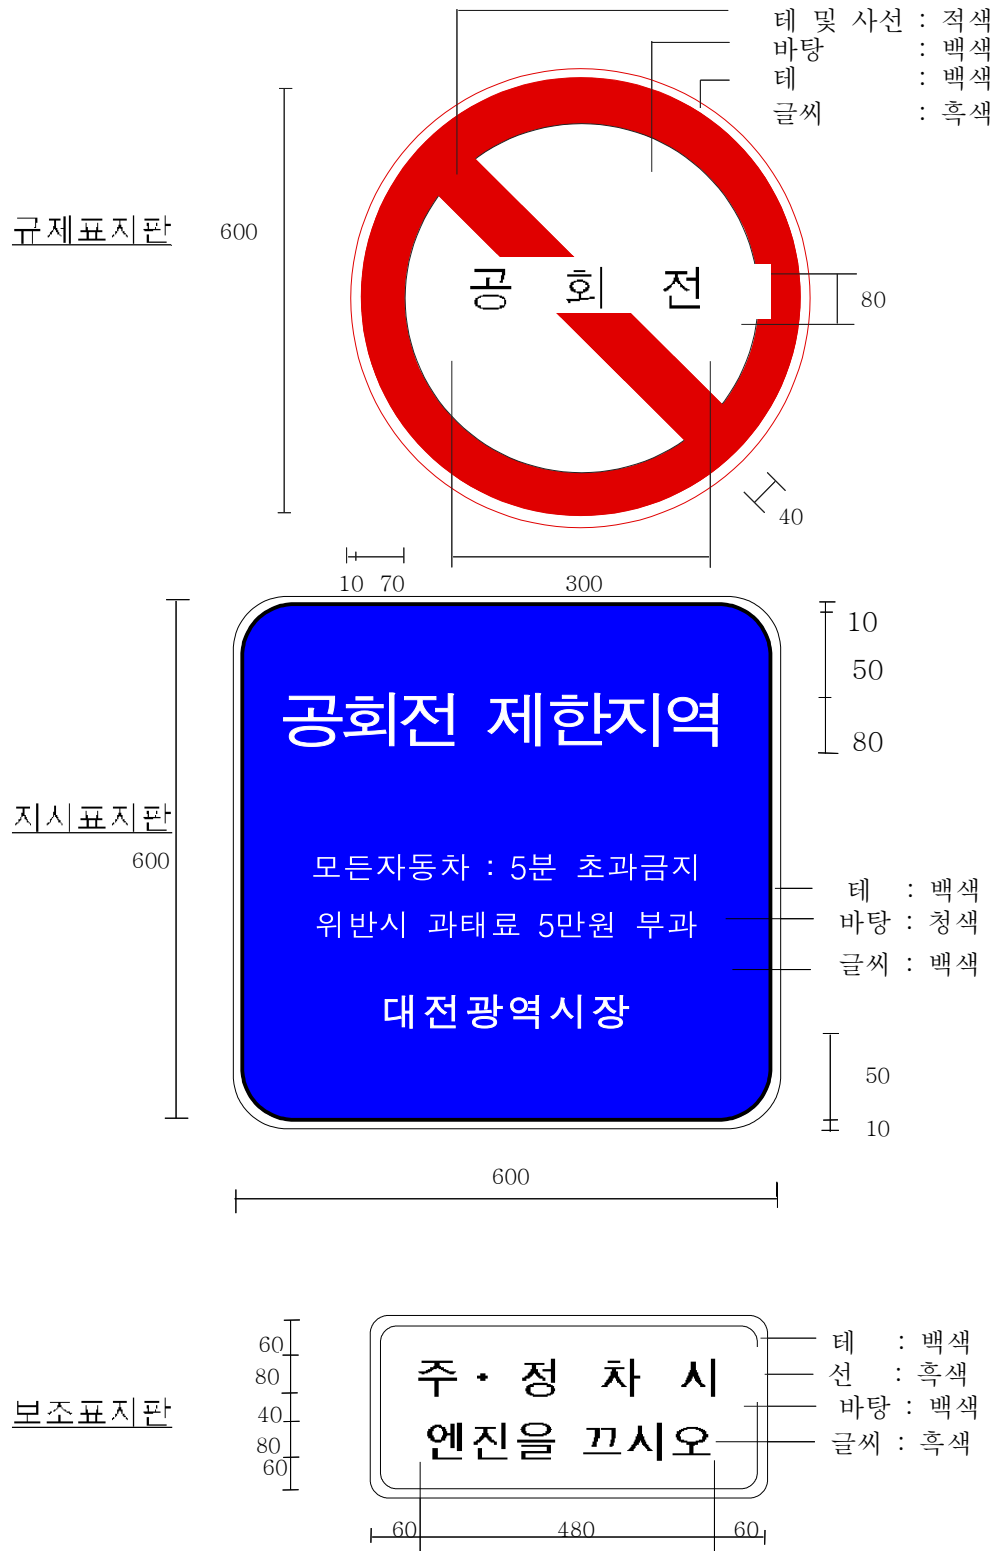 테 및 사선 : 적색
바탕 : 백색
테 : 백색
글씨 : 흑색
규제표지판
600
공 회 전
80
40
10 70
300
10
50
80
공회전 제한지역
지시표지판
600
모든자동차 : 5분 초과금지
위반시 과태료 5만원 부과
대전광역시장
테 : 백색
바탕 : 청색
글씨 : 백색
50
10
600
60
80
40
80
60
보조표지판
주 · 정 차 시
엔진을 끄시오
테 : 백색
선 : 흑색
바탕 : 백색
글씨 : 흑색
60 480 60